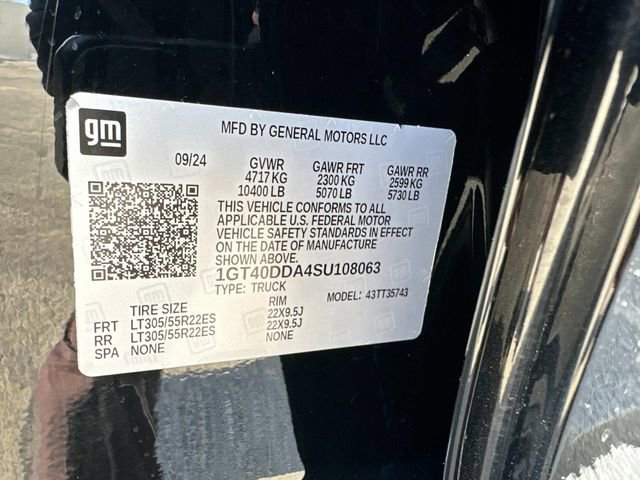 gm
MFD BY GENERAL MOTORS LLC
09/24 GVWR GAWR FRT GAWR RR
4717 KG 2300 KG 2599 KG
10400 LB 5070 LB 5730 LB
THIS VEHICLE CONFORMS TO ALL
APPLICABLE U.S. FEDERAL MOTOR
VEHICLE SAFETY STANDARDS IN EFFECT
ON THE DATE OF MANUFACTURE
SHOWN ABOVE.
1GT40DDA4SU108063
TYPE: TRUCK MODEL: 43TT35743
TIRE SIZE RIM
FRT LT305/55R22ES 22X9.5J
RR LT305/55R22ES 22X9.5J
SPA NONE NONE